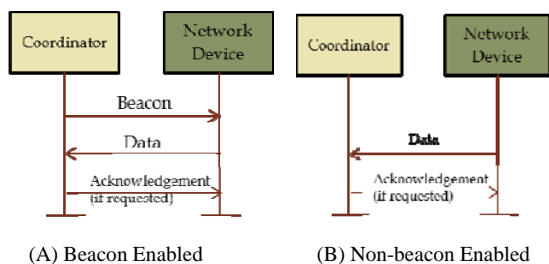 Coordinator
Network
Device
Beacon
Data
Acknowledgement
(if requested)
(A) Beacon Enabled
Coordinator
Network
Device
Data
Acknowledgement
(if requested)
(B) Non-beacon Enabled